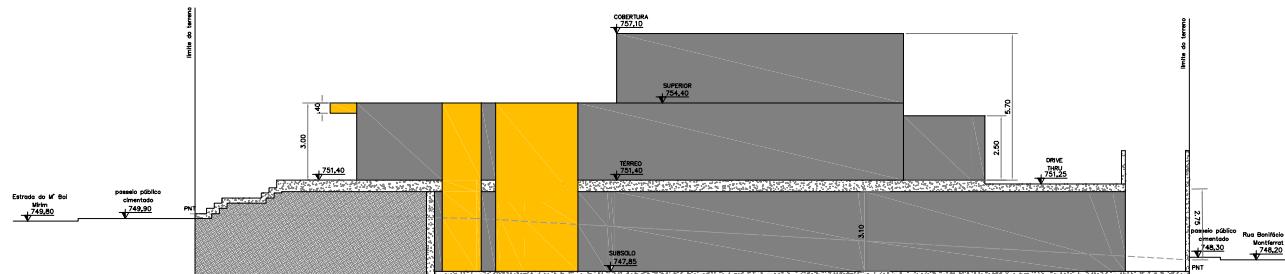 limite do terreno
COBERTURA
757,10
SUPERIOR
754,40
.40
3.00
5.70
2.50
751,40
TÉRREO
751,40
DRIVE
THRU
751,25
Estrada do M' Boi
Mirim
749,80
passeio público
cimentado
749,90
PNT
3.10
SUBSOLO
747,85
limite do terreno
2.75
passeio público
cimentado
748,30
PNT
Rua Bonifácio
Montferrat
748,20